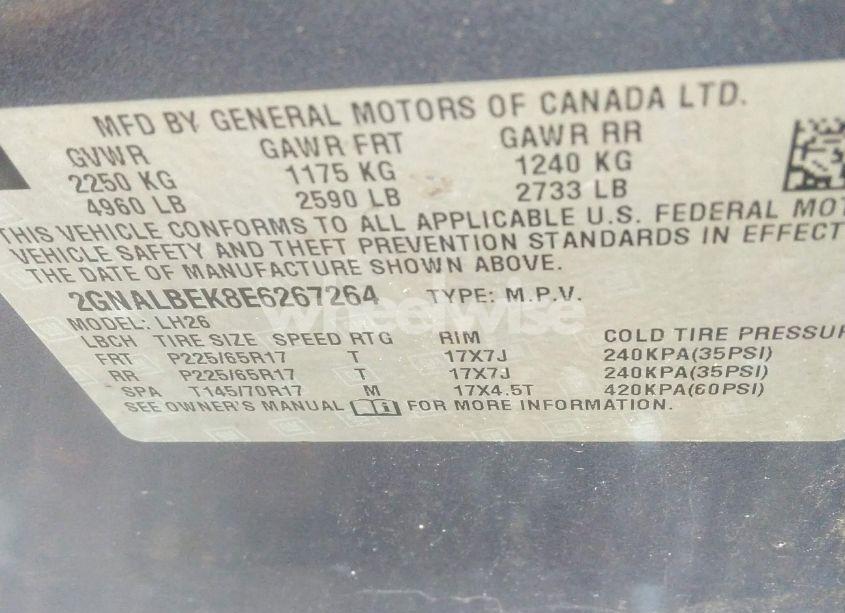 MFD BY GENERAL MOTORS OF CANADA LTD.
GVWR GAWR FRT GAWR RR
2250 KG 1175 KG 1240 KG
4960 LB 2590 LB 2733 LB
THIS VEHICLE CONFORMS TO ALL APPLICABLE U.S. FEDERAL MOT
VEHICLE SAFETY AND THEFT PREVENTION STANDARDS IN EFFECT
THE DATE OF MANUFACTURE SHOWN ABOVE.
2GNALBEK8E6267264 TYPE: M.P.V.
wheelwise
MODEL: LH26
LBCH TIRE SIZE SPEED RTG RIM COLD TIRE PRESSUR
FRT P225/65R17 T 17X7J 240KPA(35PSI)
RR P225/65R17 T 17X7J 240KPA(35PSI)
SPA T145/70R17 M 17X4.5T 420KPA(60PSI)
SEE OWNER'S MANUAL FOR MORE INFORMATION.